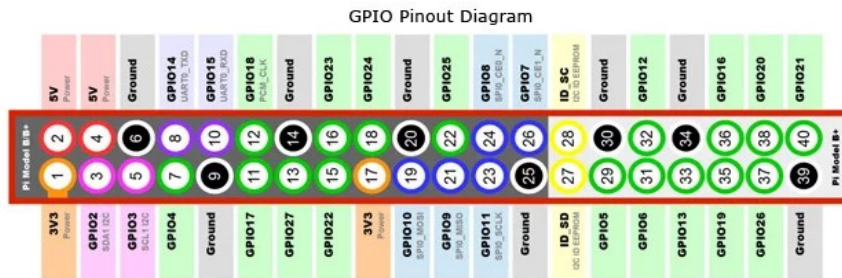 GPIO Pinout Diagram
5V Power
5V Power
Ground
GPIO14 UART0_TXD
GPIO15 UART0_RXD
GPIO18 PCM_CLK
Ground
GPIO23
GPIO24
Ground
GPIO25
GPIO8 SPI0_CE0_N
GPIO7 SPI0_CE1_N
ID_SC I2C ID EEPROM
Ground
GPIO12
Ground
GPIO16
GPIO20
GPIO21
Pi Model B/B+
2 4 6 8 10 12 14 16 18 20 22 24 26 28 30 32 34 36 38 40
1 3 5 7 9 11 13 15 17 19 21 23 25 27 29 31 33 35 37 39
Pi Model B+
3V3 Power
GPIO2 SDA1 I2C
GPIO3 SCL1 I2C
GPIO4
Ground
GPIO17
GPIO27
GPIO22
3V3 Power
GPIO10 SPI0_MOSI
GPIO9 SPI0_MISO
GPIO11 SPI0_SCLK
Ground
ID_SD I2C ID EEPROM
GPIO5
GPIO6
GPIO13
GPIO19
GPIO26
Ground